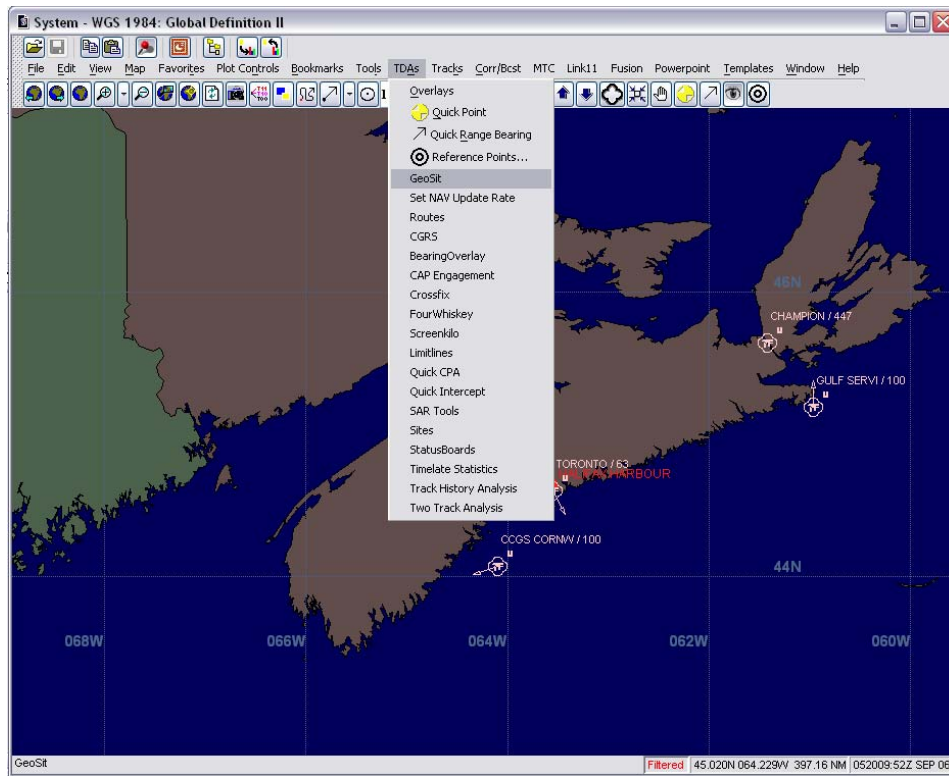 System - WGS 1984: Global Definition II
File Edit View Map Favorites Plot Controls Bookmarks Tools TDAs Tracks Corr/Bcst MTC Link11 Fusion Powerpoint Templates Window Help
Overlays
Quick Point
Quick Range Bearing
Reference Points...
GeoSit
Set NAV Update Rate
Routes
CGRS
BearingOverlay
CAP Engagement
Crossfix
FourWhiskey
Screenkilo
Limitlines
Quick CPA
Quick Intercept
SAR Tools
Sites
StatusBoards
Timelate Statistics
Track History Analysis
Two Track Analysis
46N
CHAMPION / 447
u
GULF SERVI / 100
u
TORONTO / 63
HARBOUR
u
CCGS CORNW / 100
u
44N
068W 066W 064W 062W 060W
GeoSit Filtered 45.020N 064.229W 397.16 NM 052009:52Z SEP